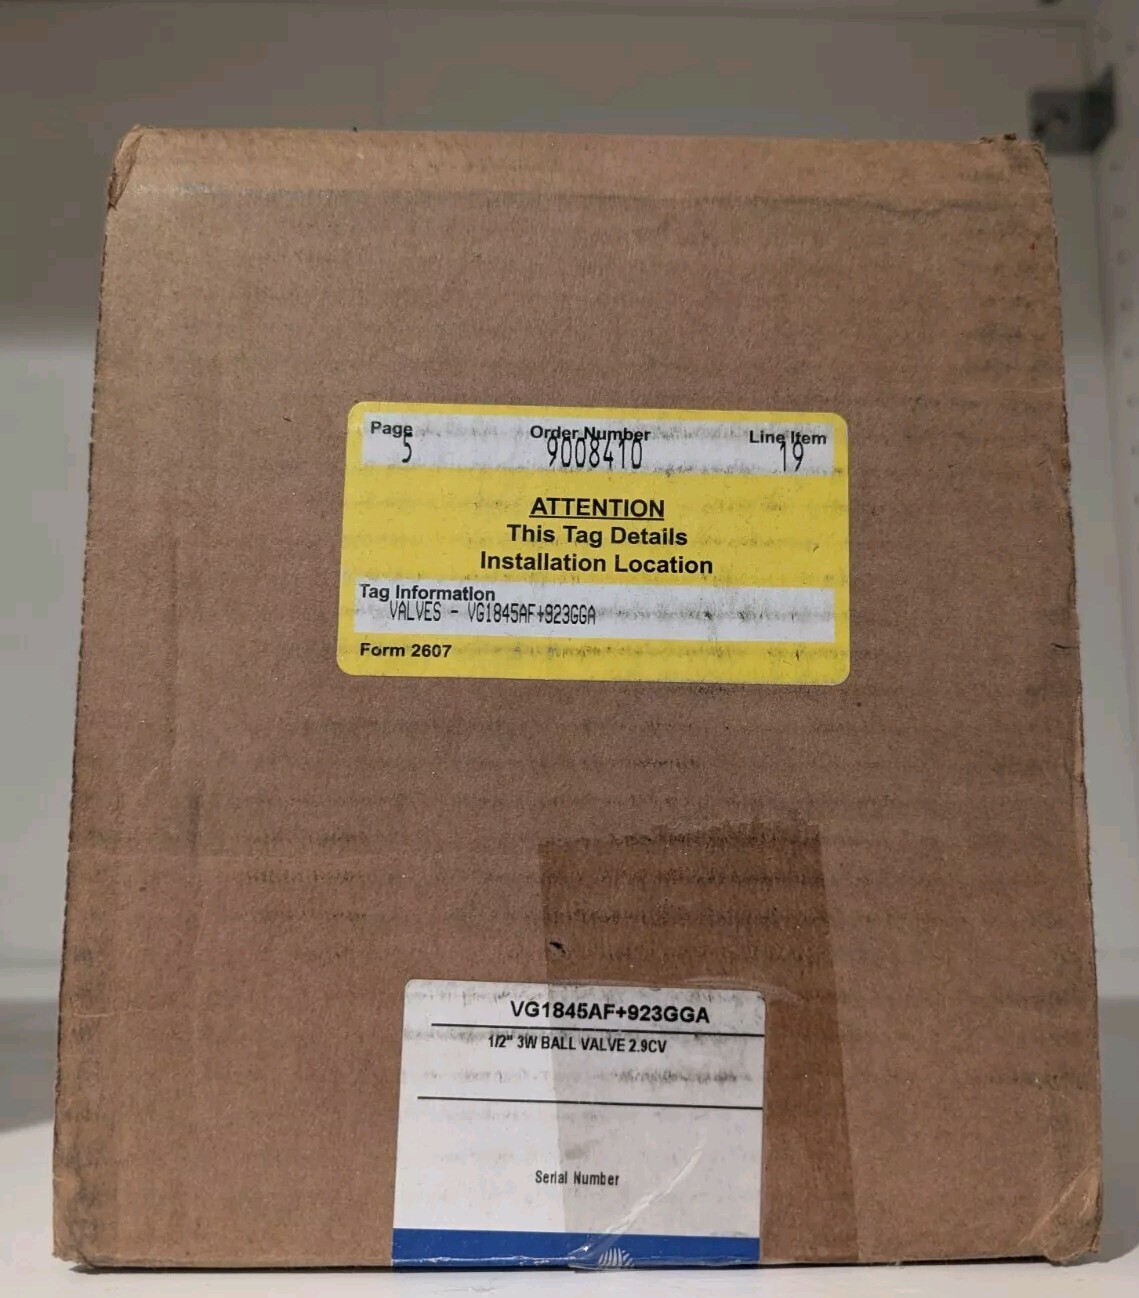 Page Order Number Line Item
5 9008410 19
ATTENTION
This Tag Details
Installation Location
Tag Information
VALVES - VG1845AF+923GGA
Form 2607
VG1845AF+923GGA
1/2" 3W BALL VALVE 2.9CV
Serial Number